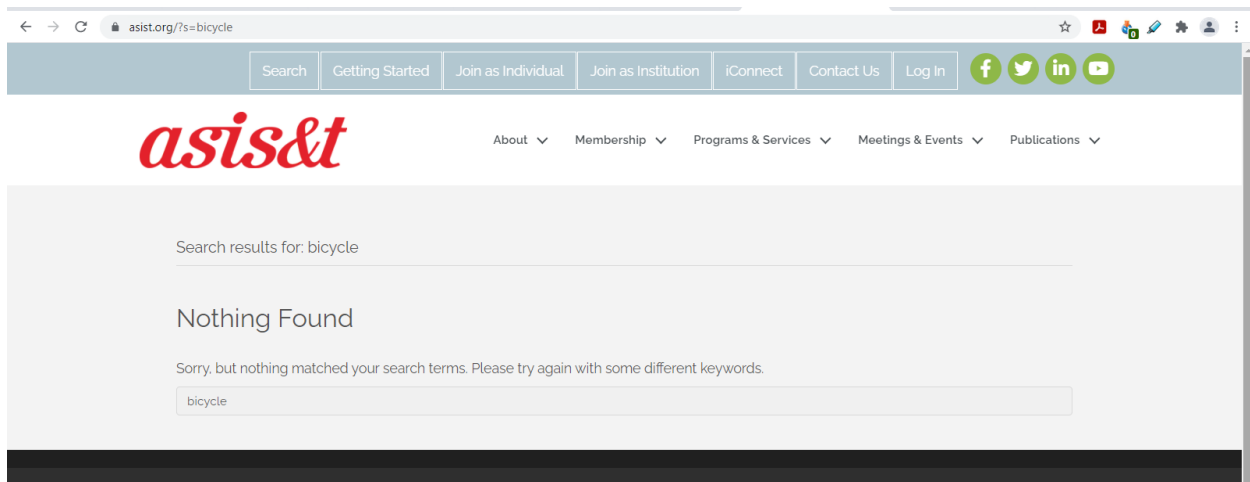 asist.org/?s=bicycle
0
Search Getting Started Join as Individual Join as Institution iConnect Contact Us Log In
asis&t
About Membership Programs & Services Meetings & Events Publications
Search results for: bicycle
Nothing Found
Sorry, but nothing matched your search terms. Please try again with some different keywords.
bicycle